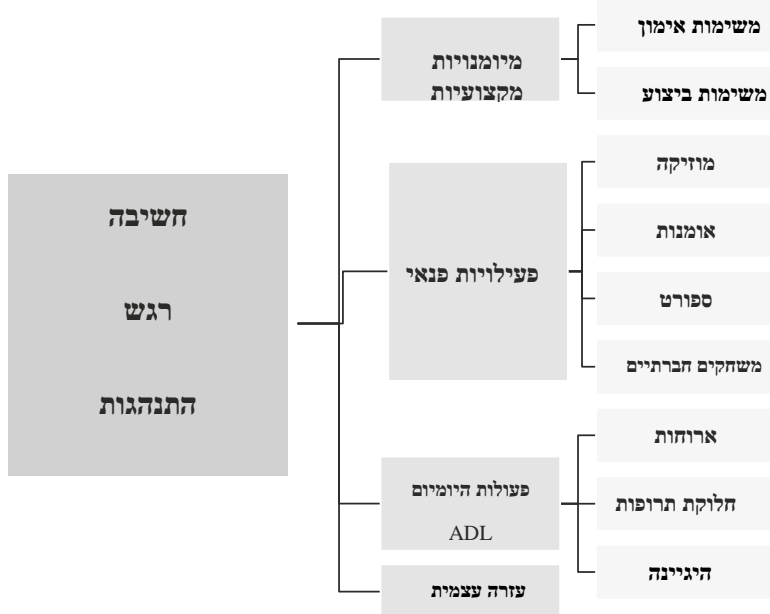 חשיבה
רגש
התנהגות
מיומנויות
מקצועיות
משימות אימון
משימות ביצוע
פעילויות פנאי
מוזיקה
אומנות
ספורט
משחקים חברתיים
פעולות היומיום
ADL
ארוחות
חלוקת תרופות
היגיינה
עזרה עצמית